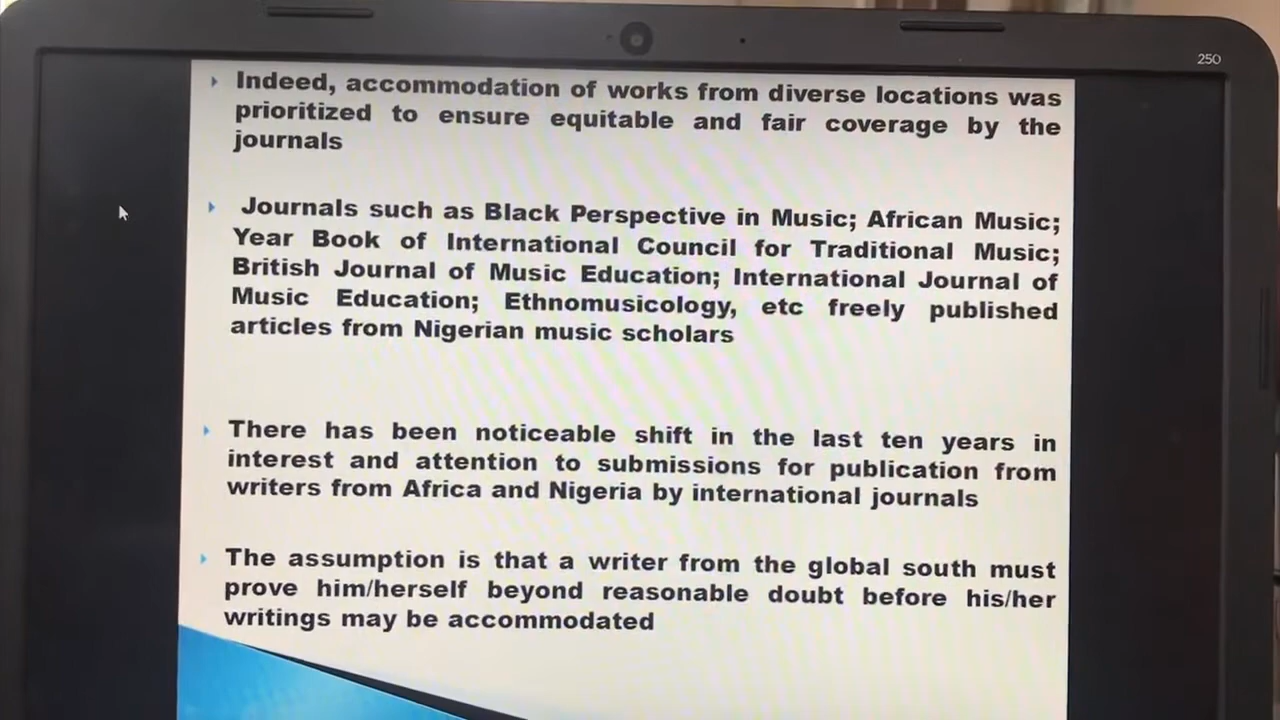 250
Indeed, accommodation of works from diverse locations was
prioritized to ensure equitable and fair coverage by the
journals
Journals such as Black Perspective in Music; African Music;
Year Book of International Council for Traditional Music;
British Journal of Music Education; International Journal of
Music Education; Ethnomusicology, etc freely published
articles from Nigerian music scholars
There has been noticeable shift in the last ten years in
interest and attention to submissions for publication from
writers from Africa and Nigeria by international journals
The assumption is that a writer from the global south must
prove him/herself beyond reasonable doubt before his/her
writings may be accommodated